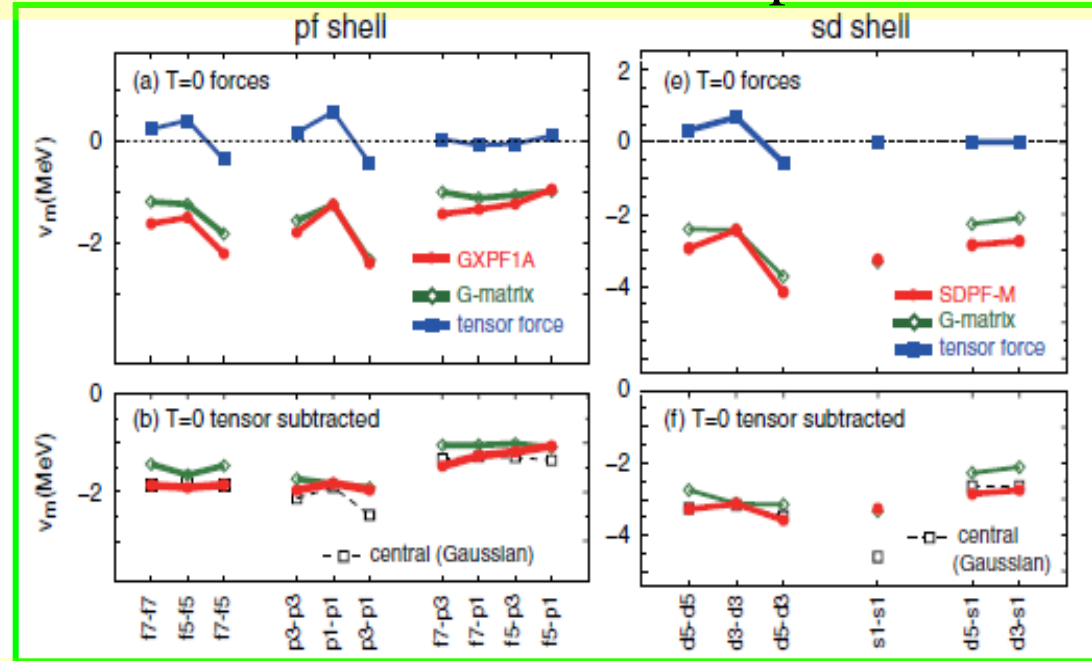 pf shell
sd shell
(a) T=0 forces
0
−2
v_m(MeV)
GXPF1A
G-matrix
tensor force
(b) T=0 tensor subtracted
0
−2
v_m(MeV)
central (Gaussian)
f7-f7
f5-f5
f7-f5
p3-p3
p1-p1
p3-p1
f7-p3
f7-p1
f5-p3
f5-p1
(e) T=0 forces
2
0
−2
−4
SDPF-M
G-matrix
tensor force
(f) T=0 tensor subtracted
0
−2
−4
central
(Gaussian)
d5-d5
d3-d3
d5-d3
s1-s1
d5-s1
d3-s1